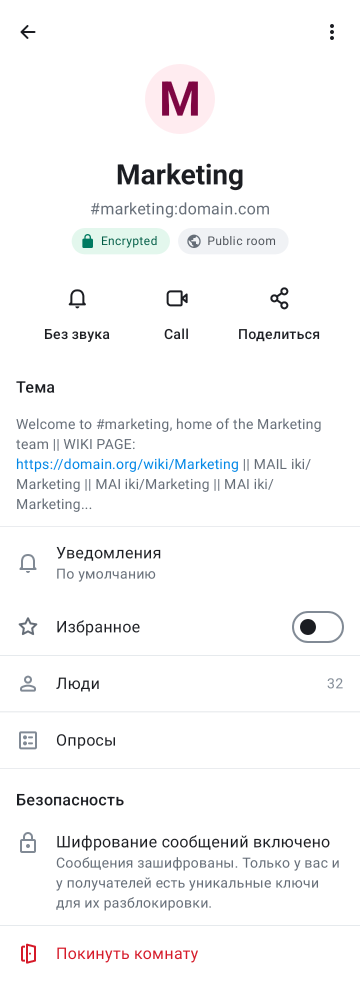 M
Marketing
#marketing:domain.com
Encrypted
Public room
Без звука
Call
Поделиться
Тема
Welcome to #marketing, home of the Marketing
team || WIKI PAGE:
https://domain.org/wiki/Marketing || MAIL iki/
Marketing || MAI iki/Marketing || MAI iki/
Marketing...
Уведомления
По умолчанию
Избранное
Люди
32
Опросы
Безопасность
Шифрование сообщений включено
Сообщения зашифрованы. Только у вас и
у получателей есть уникальные ключи
для их разблокировки.
Покинуть комнату